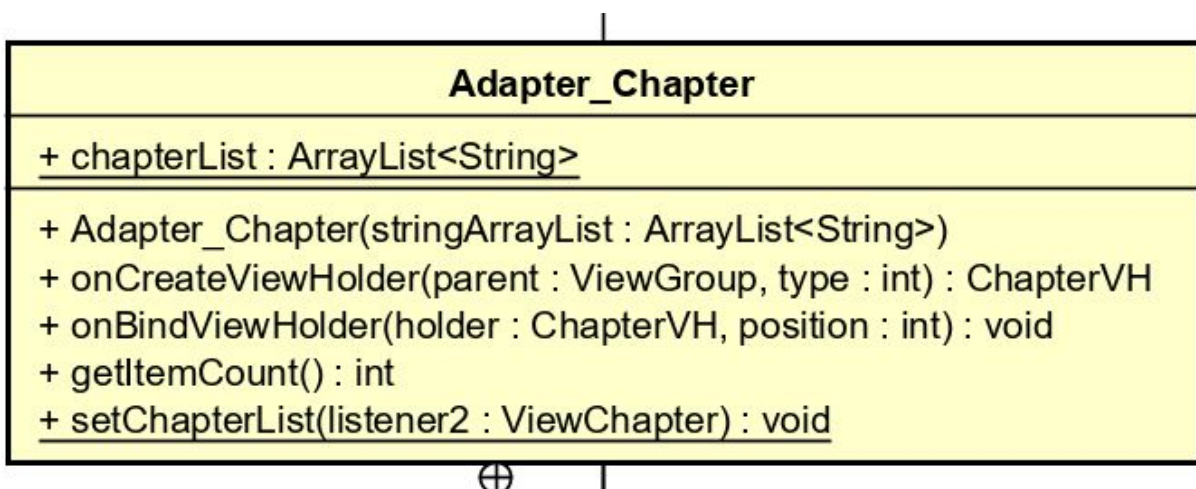 Adapter_Chapter
+ chapterList : ArrayList<String>
+ Adapter_Chapter(stringArrayList : ArrayList<String>)
+ onCreateViewHolder(parent : ViewGroup, type : int) : ChapterVH
+ onBindViewHolder(holder : ChapterVH, position : int) : void
+ getItemCount() : int
+ setChapterList(listener2 : ViewChapter) : void